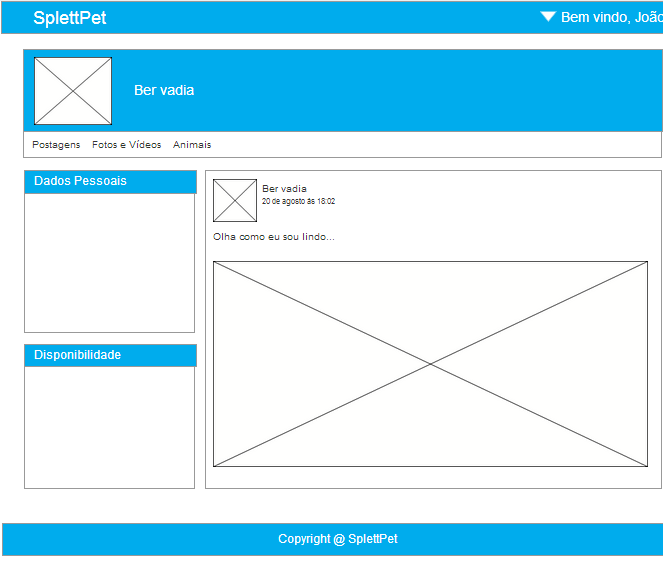 SplettPet
Bem vindo, João
Ber vadia
Postagens Fotos e Vídeos Animais
Dados Pessoais
Ber vadia
20 de agosto às 18:02
Olha como eu sou lindo...
Disponibilidade
Copyright @ SplettPet